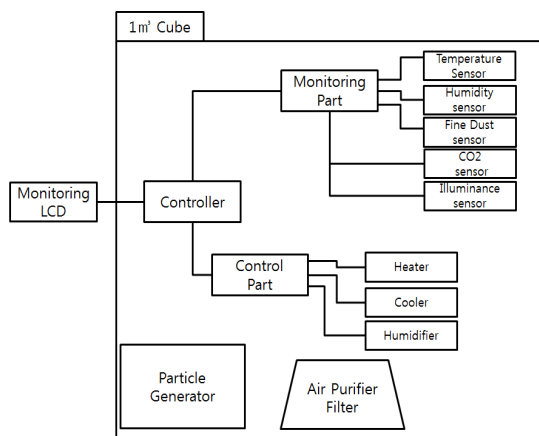 1㎥ Cube
Temperature
Sensor
Monitoring
Part
Humidity
sensor
Fine Dust
sensor
CO2
sensor
Illuminance
sensor
Monitoring
LCD
Controller
Control
Part
Heater
Cooler
Humidifier
Particle
Generator
Air Purifier
Filter